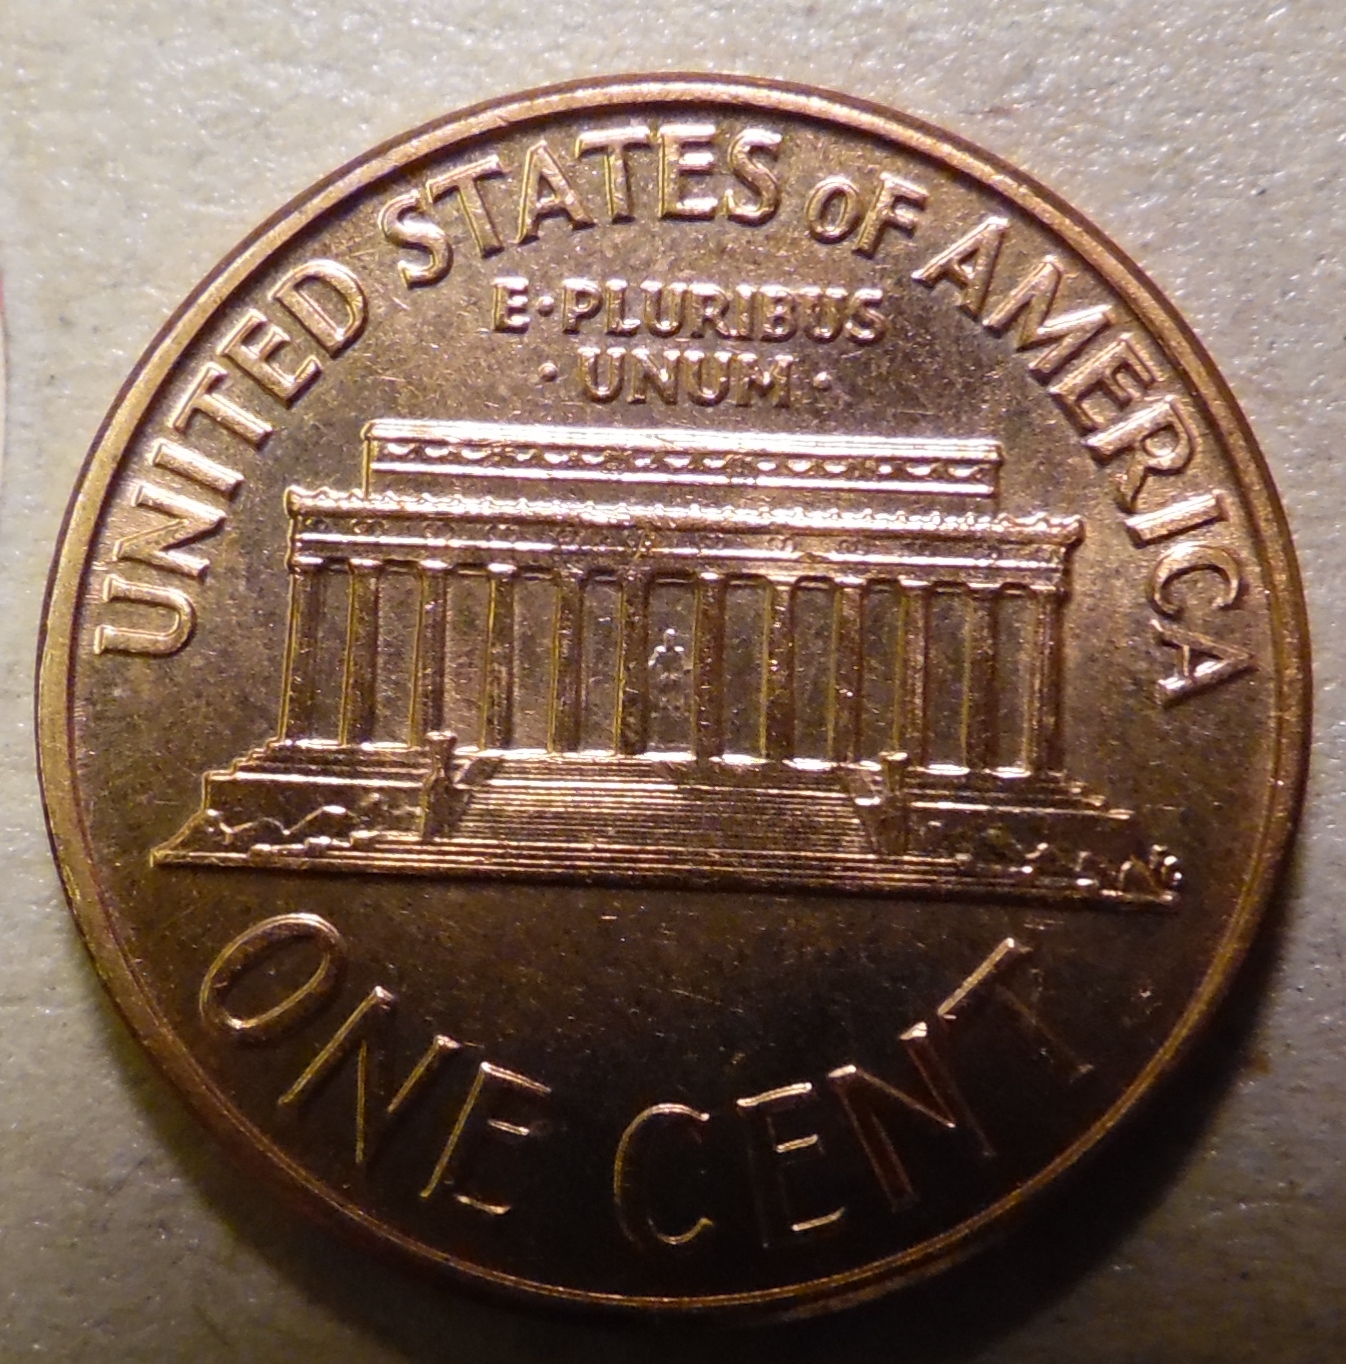 UNITED STATES OF AMERICA
E·PLURIBUS
·UNUM·
ONE CENT